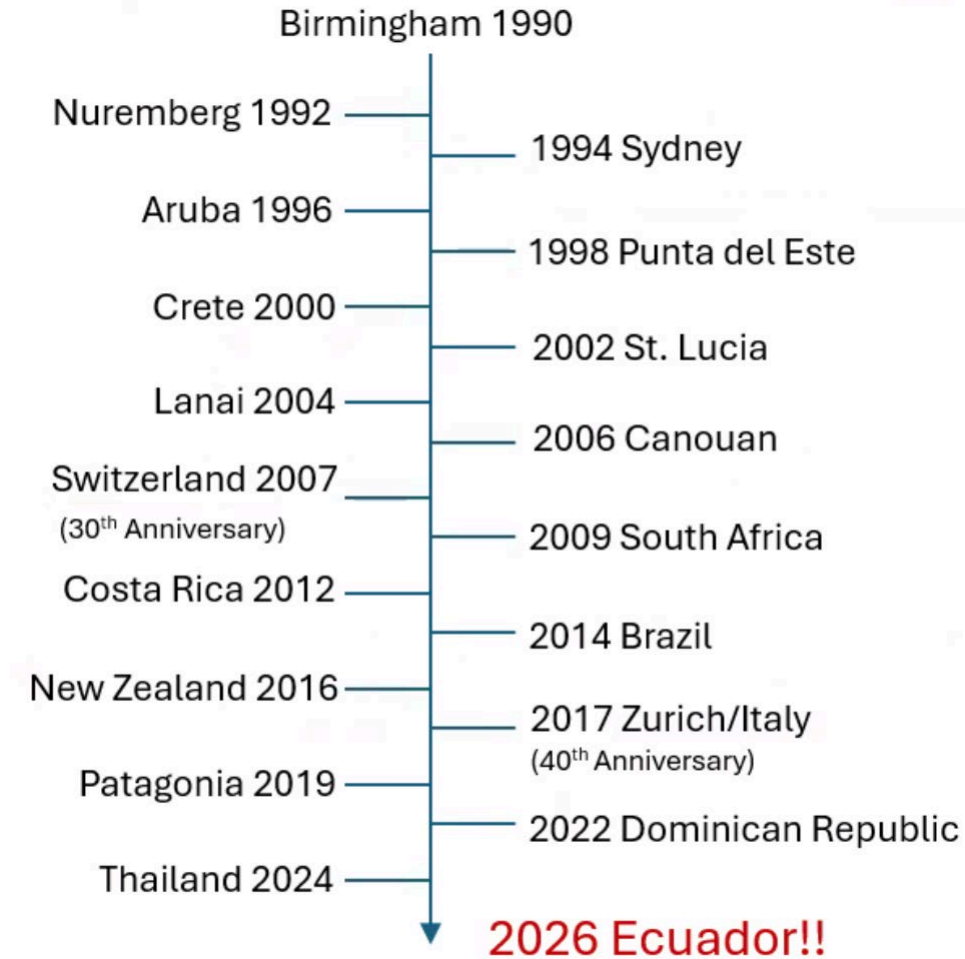 Birmingham 1990
Nuremberg 1992
1994 Sydney
Aruba 1996
1998 Punta del Este
Crete 2000
2002 St. Lucia
Lanai 2004
2006 Canouan
Switzerland 2007
(30th Anniversary)
2009 South Africa
Costa Rica 2012
2014 Brazil
New Zealand 2016
2017 Zurich/Italy
(40th Anniversary)
Patagonia 2019
2022 Dominican Republic
Thailand 2024
2026 Ecuador!!